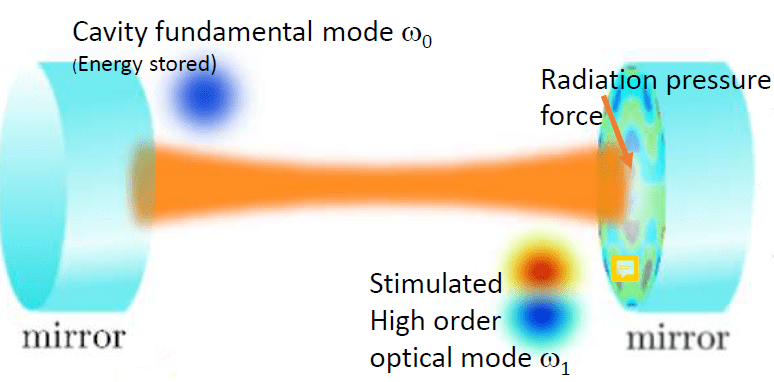 Cavity fundamental mode ω₀
(Energy stored)
Radiation pressure
force
Stimulated
High order
optical mode ω₁
mirror
mirror